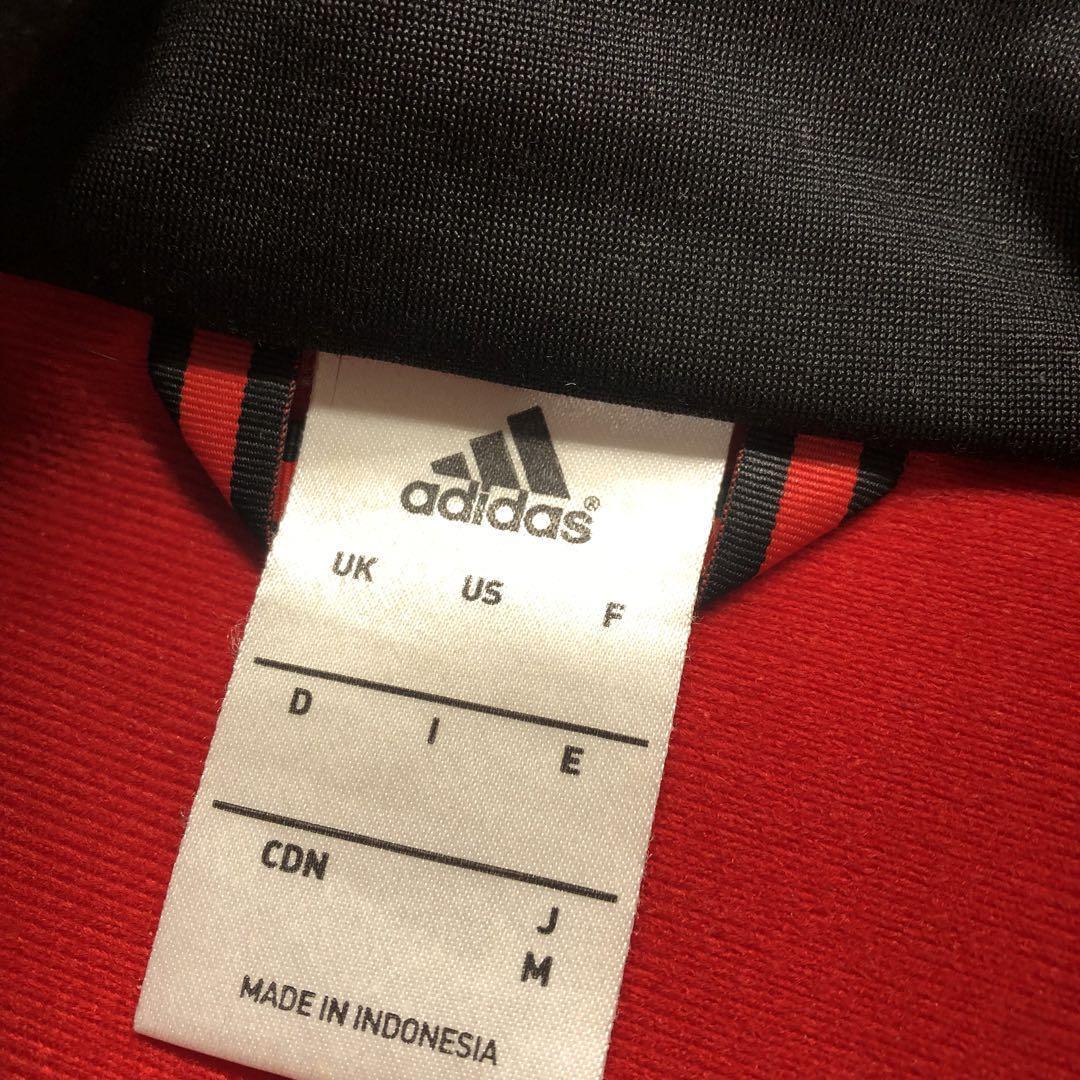 adidas®
UK US F
D I E
CDN J
M
MADE IN INDONESIA